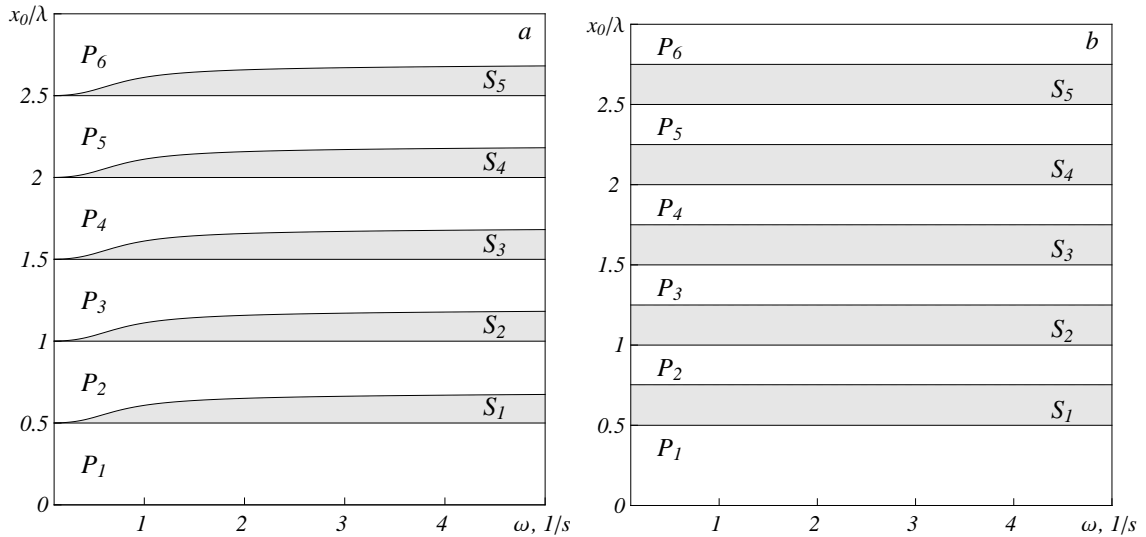 x₀/λ a
P₆
S₅
2.5
P₅
S₄
2
P₄
S₃
1.5
P₃
S₂
1
P₂
S₁
0.5
P₁
0
1 2 3 4 ω, 1/s
x₀/λ b
P₆
S₅
2.5
P₅
S₄
2
P₄
S₃
1.5
P₃
S₂
1
P₂
S₁
0.5
P₁
0
1 2 3 4 ω, 1/s